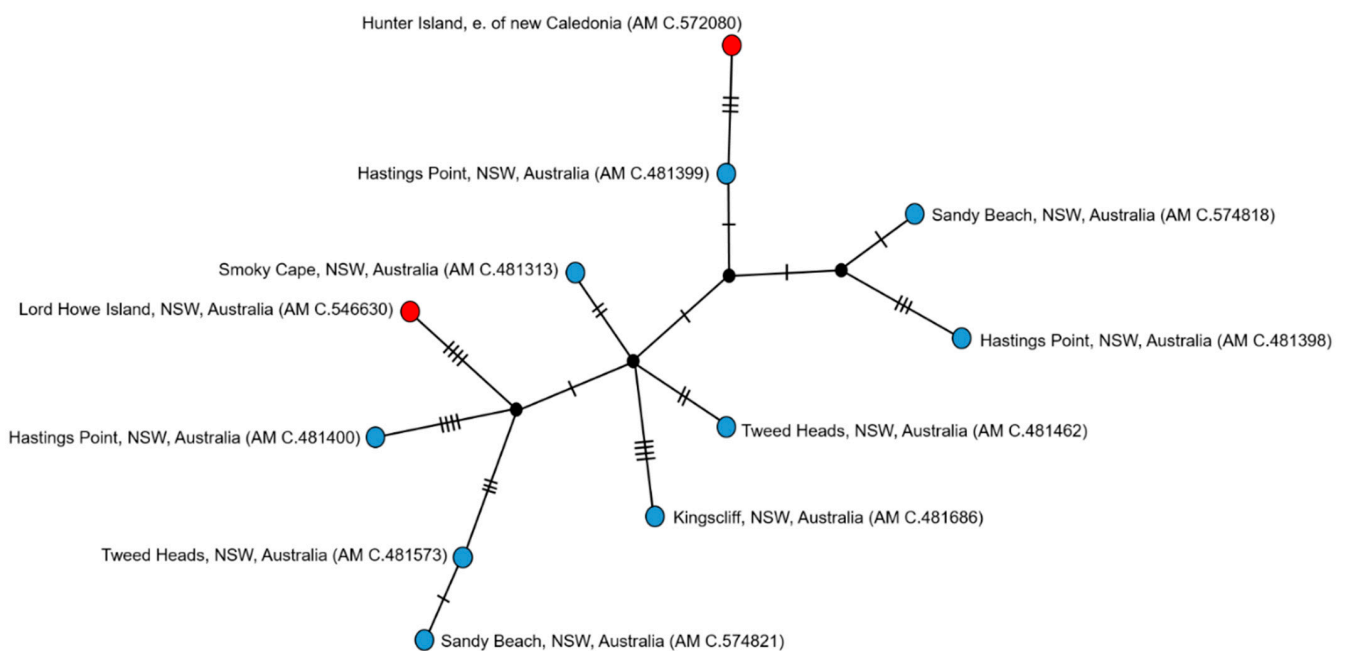 Hunter Island, e. of new Caledonia (AM C.572080)
Hastings Point, NSW, Australia (AM C.481399)
Sandy Beach, NSW, Australia (AM C.574818)
Smoky Cape, NSW, Australia (AM C.481313)
Lord Howe Island, NSW, Australia (AM C.546630)
Hastings Point, NSW, Australia (AM C.481398)
Tweed Heads, NSW, Australia (AM C.481462)
Hastings Point, NSW, Australia (AM C.481400)
Kingscliff, NSW, Australia (AM C.481686)
Tweed Heads, NSW, Australia (AM C.481573)
Sandy Beach, NSW, Australia (AM C.574821)